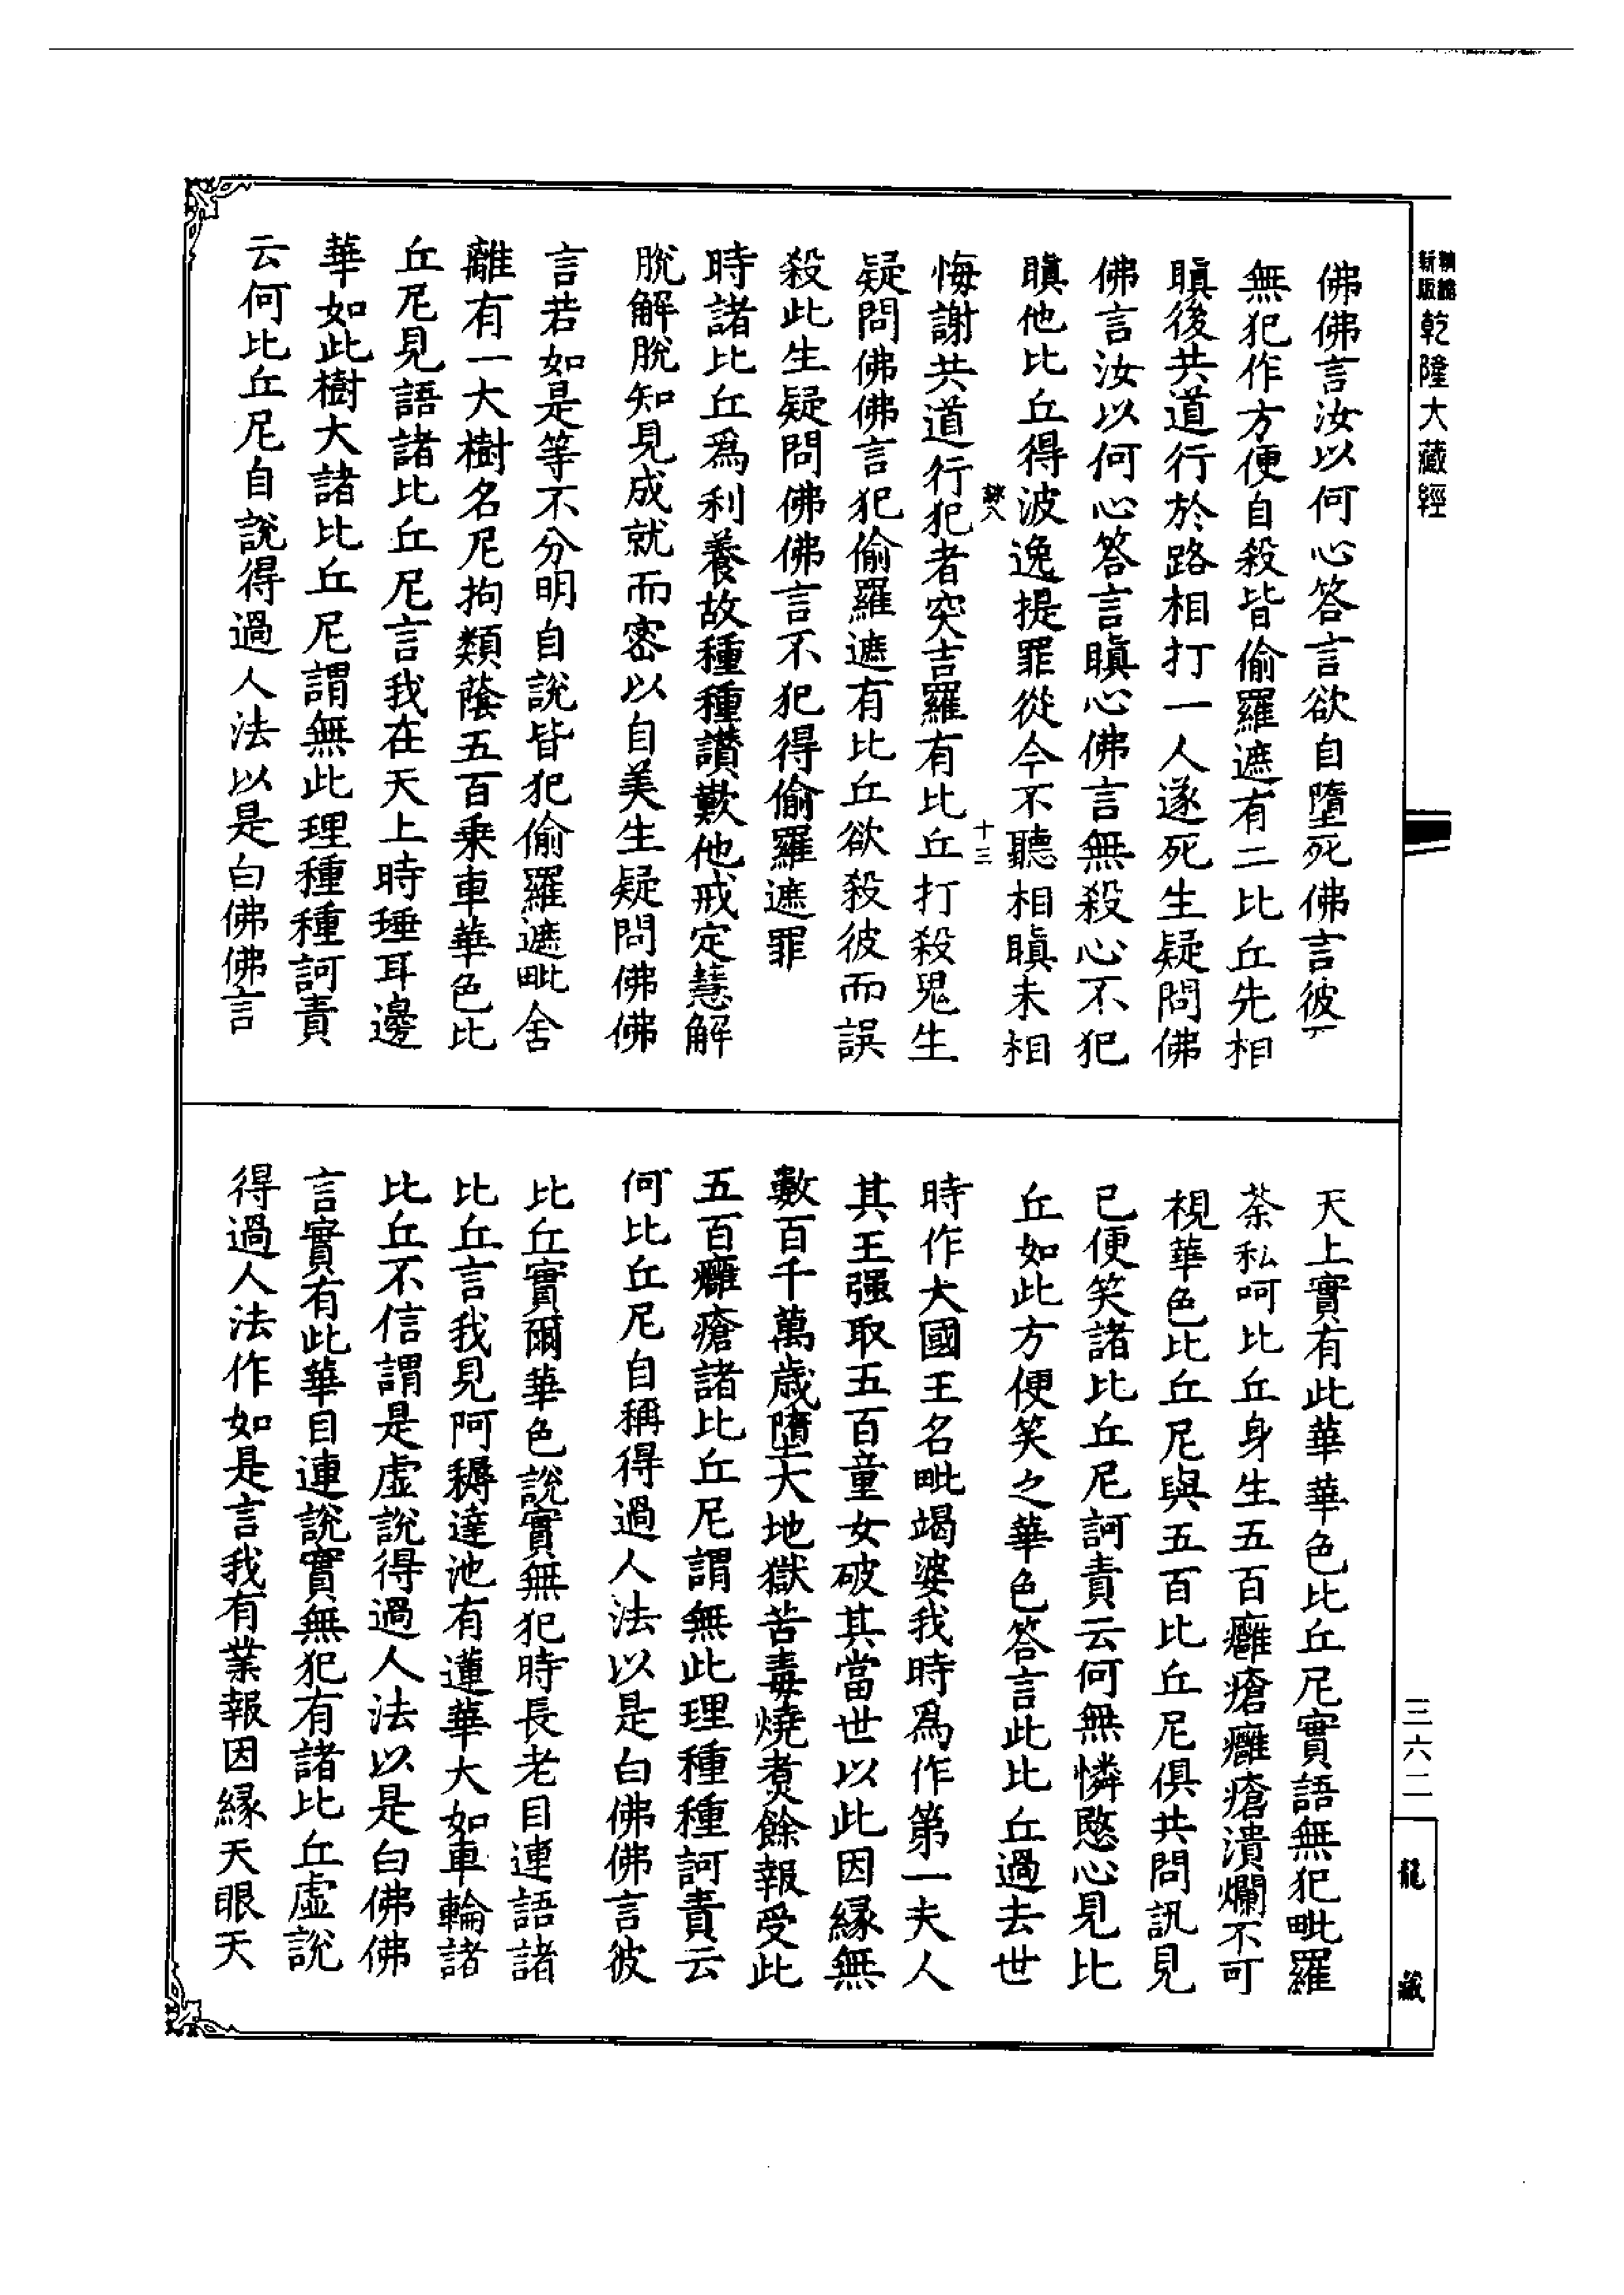 新版
乾隆大藏經
佛佛言汝以何心答言欲自墮死佛言彼死
無犯作方便自殺皆偷羅遮有二比丘先相
瞋後共道行於路相打一人遂死生疑問佛
佛言汝以何心答言瞋心佛言無殺心不犯
瞋他比丘得波逸提罪從今不聽相瞋未相
十三
悔謝共道行犯者突吉羅有比丘打殺鬼生
疑問佛佛言犯偷羅遮有比丘欲殺彼而誤
殺此生疑問佛佛言不犯得偷羅遮罪
時諸比丘爲利養故種種讚歎他戒定慧解
脫解脫知見成就而密以自美生疑問佛佛
言若如是等不分明自說皆犯偷羅遮毗舍
離有一大樹名尼拘類蔭五百乘車華色比
丘尼見語諸比丘尼言我在天上時埵耳邊
華如此樹大諸比丘尼謂無此理種種訶責
云何比丘尼自說得過人法以是白佛佛言
天上實有此華華色比丘尼實語無犯毗羅
荼私呵比丘身生五百癰瘡癰瘡潰爛不可
視華色比丘尼與五百比丘尼俱共問訊見
已便笑諸比丘尼訶責云何無憐愍心見比
丘如此方便笑之華色答言此比丘過去世
時作大國王名毗竭婆我時爲作第一夫人
其王强取五百童女破其當世以此因緣無
數百千萬歲墮大地獄苦毒燒煑餘報受此
五百癰瘡諸比丘尼謂無此理種種訶責云
何比丘尼自稱得過人法以是白佛佛言彼
比丘實爾華色說實無犯時長老目連語諸
比丘言我見阿耨達池有蓮華大如車輪諸
比丘不信謂是虛說得過人法以是白佛佛
言實有此華目連說實無犯有諸比丘虛說
得過人法作如是言我有業報因緣天眼天
三六二
龍藏